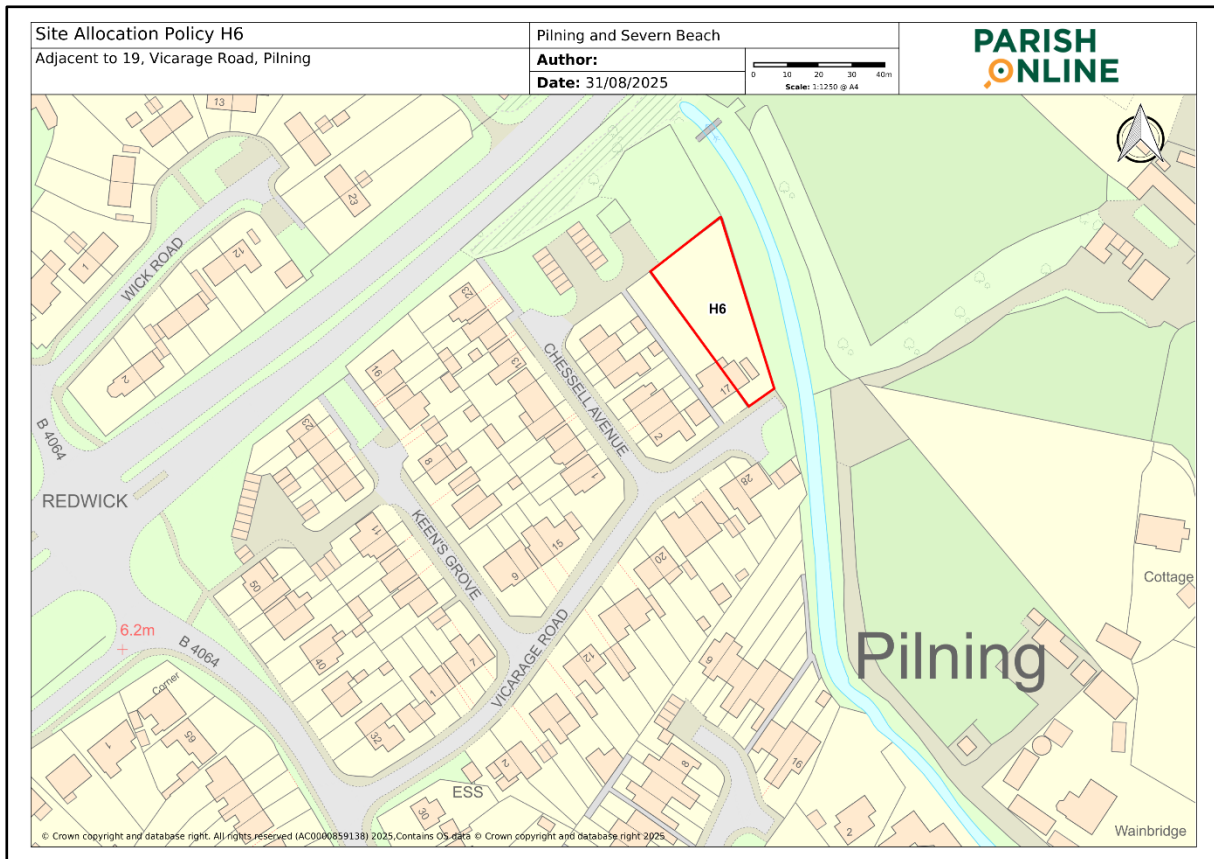 Site Allocation Policy H6
Adjacent to 19, Vicarage Road, Pilning
Pilning and Severn Beach
Author:
Date: 31/08/2025
0 10 20 30 40m
Scale: 1:1250 @ A4
PARISH
ONLINE
13
23
WICK ROAD
12
1
2
B 4064
REDWICK
23
16
23
13
CHESSELL AVENUE
H6
17
2
8
1
28
11
KEEN'S GROVE
15
6
20
50
40
7
1
32
VICARAGE ROAD
12
6
Cottage
Pilning
6.2m
B 4064
Corner
1
65
2
8
16
ESS
30
2
Wainbridge
© Crown copyright and database right. All rights reserved (AC0000859138) 2025,Contains OS data © Crown copyright and database right 2025